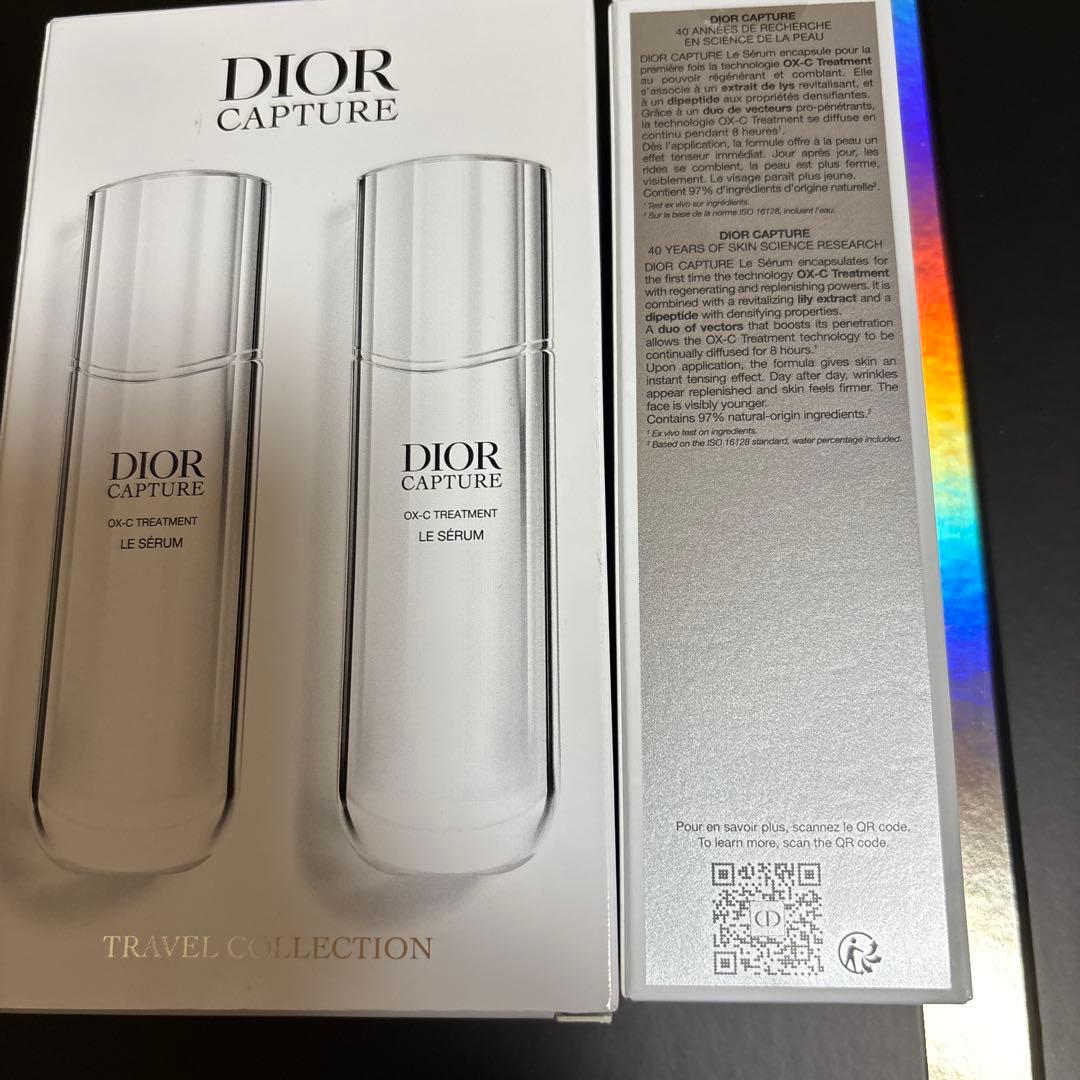 DIOR
CAPTURE
DIOR
CAPTURE
OX-C TREATMENT
LE SÉRUM
DIOR
CAPTURE
OX-C TREATMENT
LE SÉRUM
TRAVEL COLLECTION
DIOR CAPTURE
40 ANNÉES DE RECHERCHE
EN SCIENCE DE LA PEAU
DIOR CAPTURE Le Sérum encapsule pour la
première fois la technologie OX-C Treatment
au pouvoir régénérant et comblant. Elle
s'associe à un extrait de lys revitalisant, et
à un dipeptide aux propriétés densifiantes.
Grâce à un duo de vecteurs pro-pénétrants,
la technologie OX-C Treatment se diffuse en
continu pendant 8 heures¹.
Dès l'application, la formule offre à la peau un
effet tenseur immédiat. Jour après jour, les
rides se comblent, la peau est plus ferme,
visiblement. Le visage paraît plus jeune.
Contient 97% d'ingrédients d'origine naturelle².
¹ Test ex vivo sur ingrédients.
² Sur la base de la norme ISO 16128, incluant l'eau.
DIOR CAPTURE
40 YEARS OF SKIN SCIENCE RESEARCH
DIOR CAPTURE Le Sérum encapsulates for
the first time the technology OX-C Treatment
with regenerating and replenishing powers. It is
combined with a revitalizing lily extract and a
dipeptide with densifying properties.
A duo of vectors that boosts its penetration
allows the OX-C Treatment technology to be
continually diffused for 8 hours.¹
Upon application, the formula gives skin an
instant tensing effect. Day after day, wrinkles
appear replenished and skin feels firmer. The
face is visibly younger.
Contains 97% natural-origin ingredients.²
¹ Ex vivo test on ingredients.
² Based on the ISO 16128 standard, water percentage included.
Pour en savoir plus, scannez le QR code.
To learn more, scan the QR code.
CD